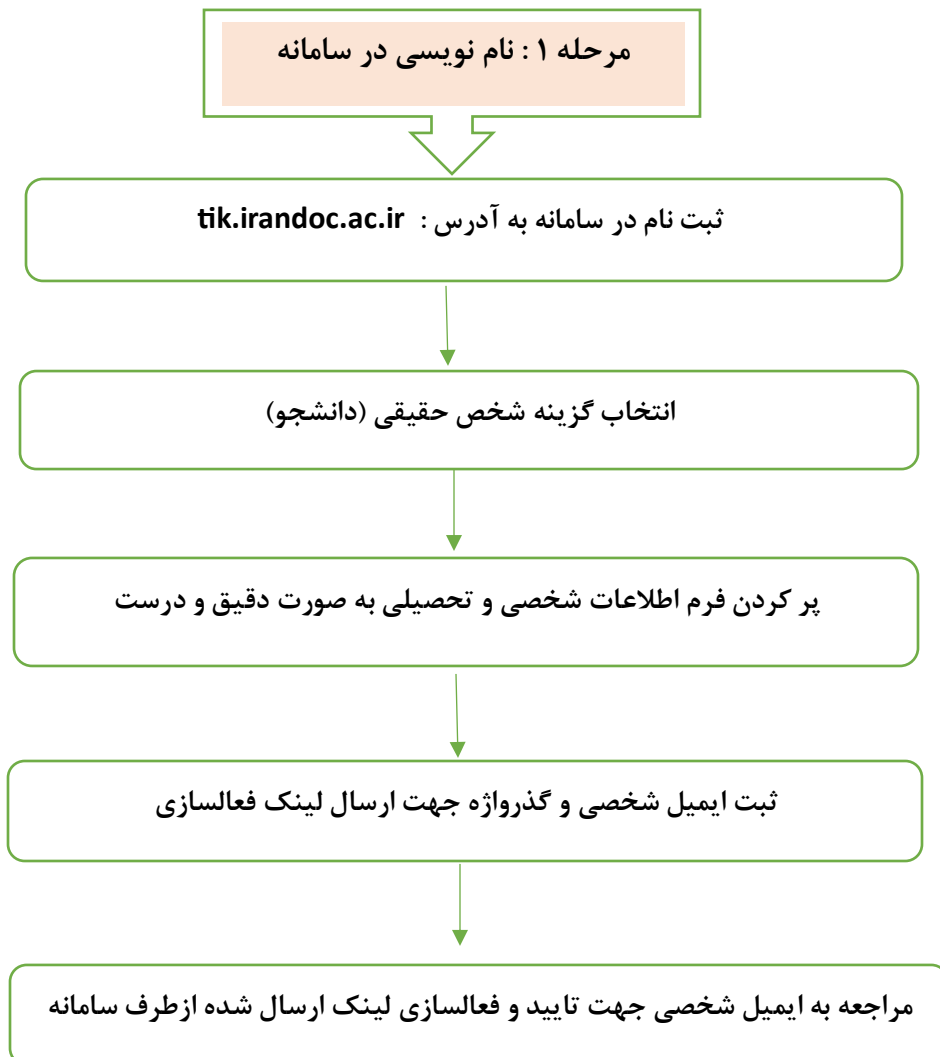 مرحله ۱ : نام نویسی در سامانه
ثبت نام در سامانه به آدرس : tik.irandoc.ac.ir
انتخاب گزینه شخص حقیقی (دانشجو)
پر کردن فرم اطلاعات شخصی و تحصیلی به صورت دقیق و درست
ثبت ایمیل شخصی و گذرواژه جهت ارسال لینک فعالسازی
مراجعه به ایمیل شخصی جهت تایید و فعالسازی لینک ارسال شده ازطرف سامانه